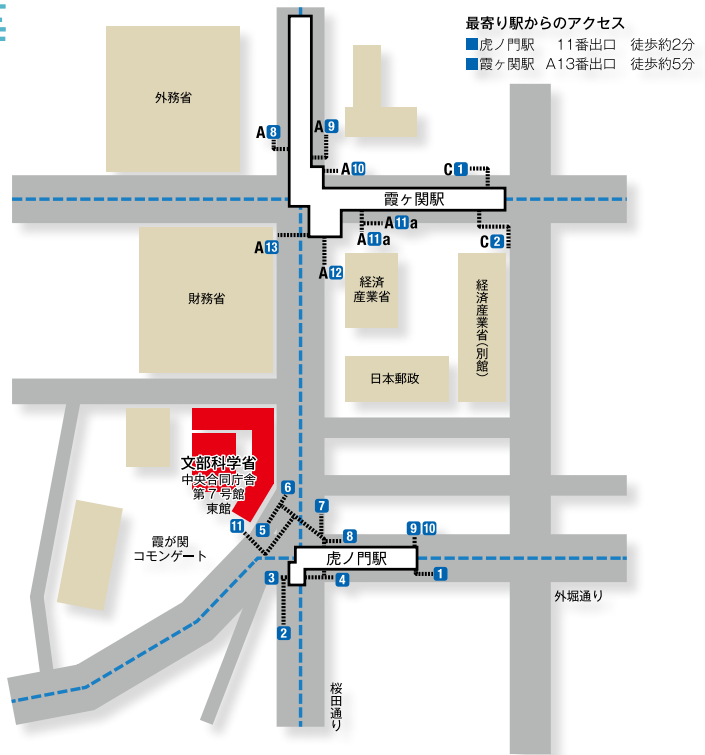 最寄り駅からのアクセス
虎ノ門駅 11番出口 徒歩約2分
霞ヶ関駅 A13番出口 徒歩約5分
外務省
A8
A9
A10
C1
霞ヶ関駅
A11a
A11a
C2
A13
A12
財務省
経済
産業省
経済産業省(別館)
日本郵政
文部科学省
中央合同庁舎
第7号館
東館
6
7
11
5
8
9 10
霞が関
コモンゲート
虎ノ門駅
3
4
1
2
外堀通り
桜田通り